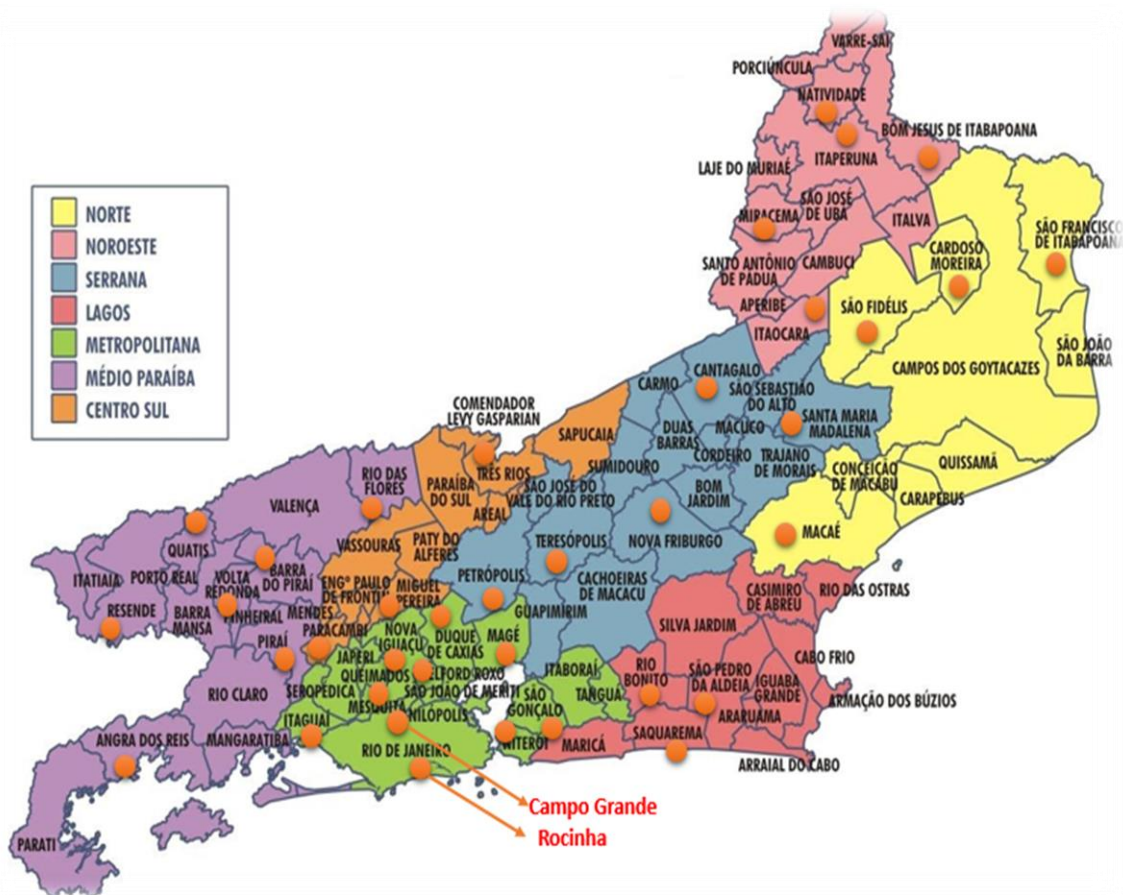 VARRE-SAI
PORCIÚNCULA
NATIVIDADE
BOM JESUS DE ITABAPOANA
ITAPERUNA
LAJE DO MURIAÉ
SÃO JOSÉ
DE UBA
MIRACEMA
ITALVA
SÃO FRANCISCO
DE ITABAPOANA
CARDOSO
MOREIRA
SANTO ANTÔNIO
DE PÁDUA
CAMBUCI
APERIBE
SÃO FIDÉLIS
ITAOCARA
SÃO JOÃO
DA BARRA
CAMPOS DOS GOYTACAZES
NORTE
NOROESTE
SERRANA
LAGOS
METROPOLITANA
MÉDIO PARAÍBA
CENTRO SUL
CANTAGALO
CARMO
SÃO SEBASTIÃO
DO ALTO
COMENDADOR
LEVY GASPARIAN
SANTA MARIA
MADALENA
DUAS
BARRAS
MACUCO
SAPUCAIA
CORDEIRO
TRAJANO
DE MORAIS
QUISSAMÃ
CONCEIÇÃO
DE MACABU
SUMIDOURO
TRÊS RIOS
RIO DAS
FLORES
PARAÍBA
DO SUL
SÃO JOSÉ DO
VALE DO RIO PRETO
BOM
JARDIM
CARAPEBUS
VALENÇA
AREAL
MACAÉ
VASSOURAS
PATY DO
ALFERES
TERESÓPOLIS
NOVA FRIBURGO
QUATIS
ITATIAIA
PORTO REAL
VOLTA
REDONDA
BARRA
DO PIRAÍ
ENGº PAULO
DE FRONTIN
MIGUEL
PEREIRA
PETRÓPOLIS
CACHOEIRAS
DE MACACU
CASIMIRO
DE ABREU
RIO DAS OSTRAS
RESENDE
BARRA
MANSA
PINHEIRAL
MENDES
GUAPIMIRIM
SILVA JARDIM
PARACAMBI
NOVA
IGUAÇU
DUQUE
DE CAXIAS
MAGÉ
PIRAÍ
JAPERI
CABO FRIO
QUEIMADOS
BELFORD ROXO
ITABORAÍ
RIO
BONITO
SÃO PEDRO
DA ALDEIA
IGUABA
GRANDE
RIO CLARO
SEROPÉDICA
SÃO JOÃO DE MERITI
SÃO
GONÇALO
TANGUÁ
ARMAÇÃO DOS BÚZIOS
MESQUITA
NILÓPOLIS
ARARUAMA
ITAGUAÍ
ANGRA DOS REIS
MANGARATIBA
RIO DE JANEIRO
NITERÓI
MARICÁ
SAQUAREMA
ARRAIAL DO CABO
Campo Grande
Rocinha
PARATI